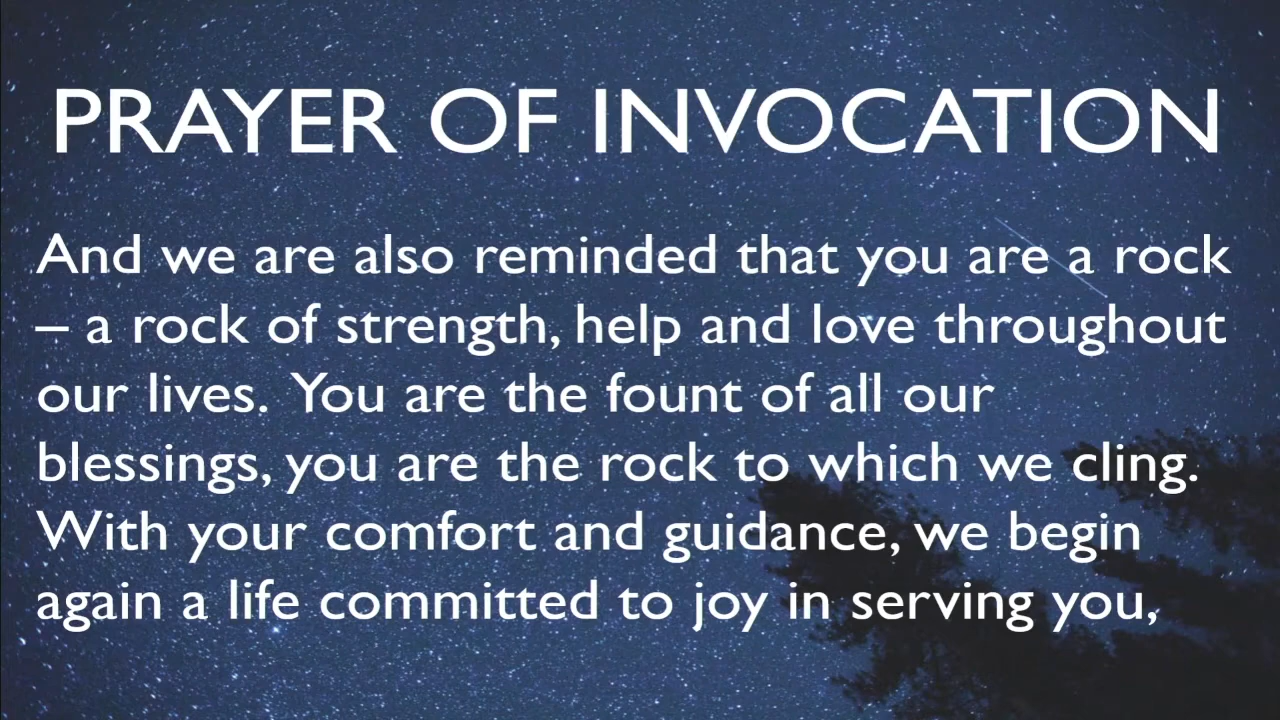 PRAYER OF INVOCATION
And we are also reminded that you are a rock
– a rock of strength, help and love throughout
our lives.  You are the fount of all our
blessings, you are the rock to which we cling.
With your comfort and guidance, we begin
again a life committed to joy in serving you,